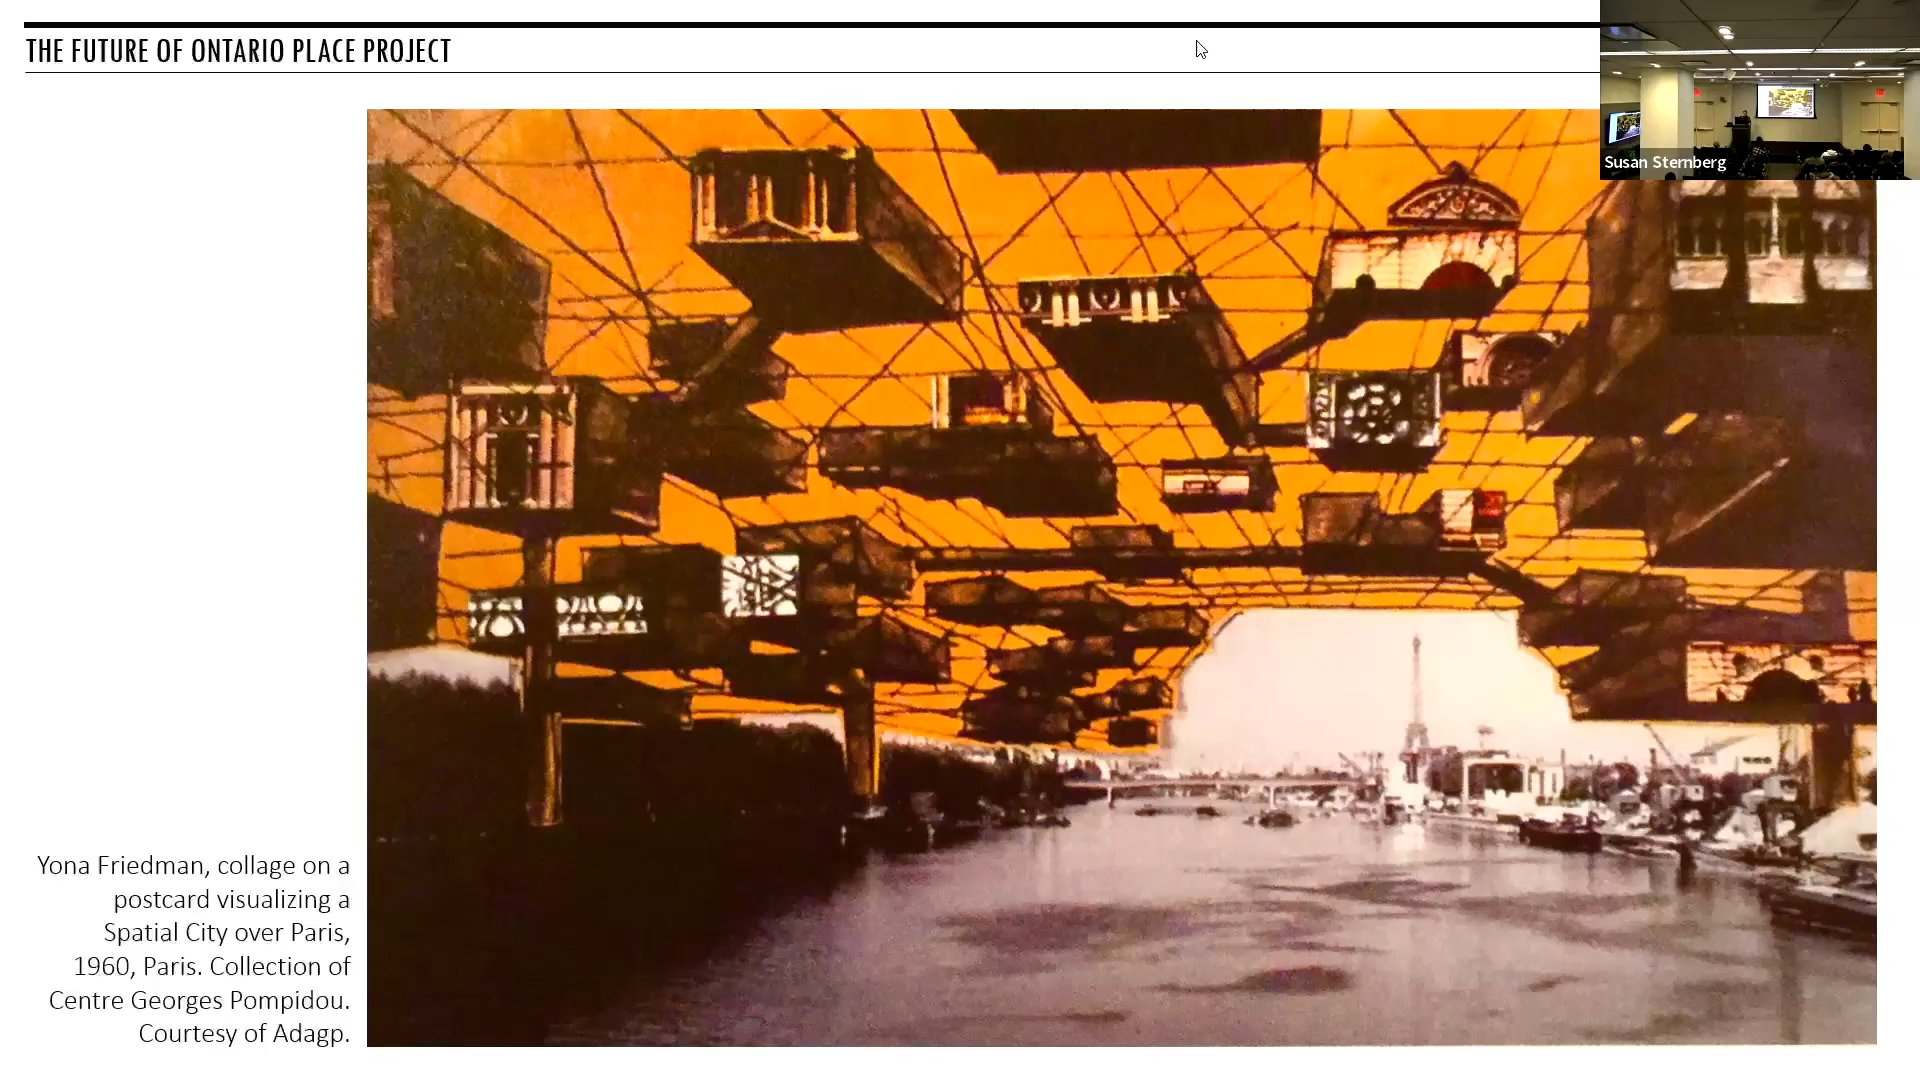 THE FUTURE OF ONTARIO PLACE PROJECT
Susan Sternberg
Yona Friedman, collage on a
postcard visualizing a
Spatial City over Paris,
1960, Paris. Collection of
Centre Georges Pompidou.
Courtesy of Adagp.